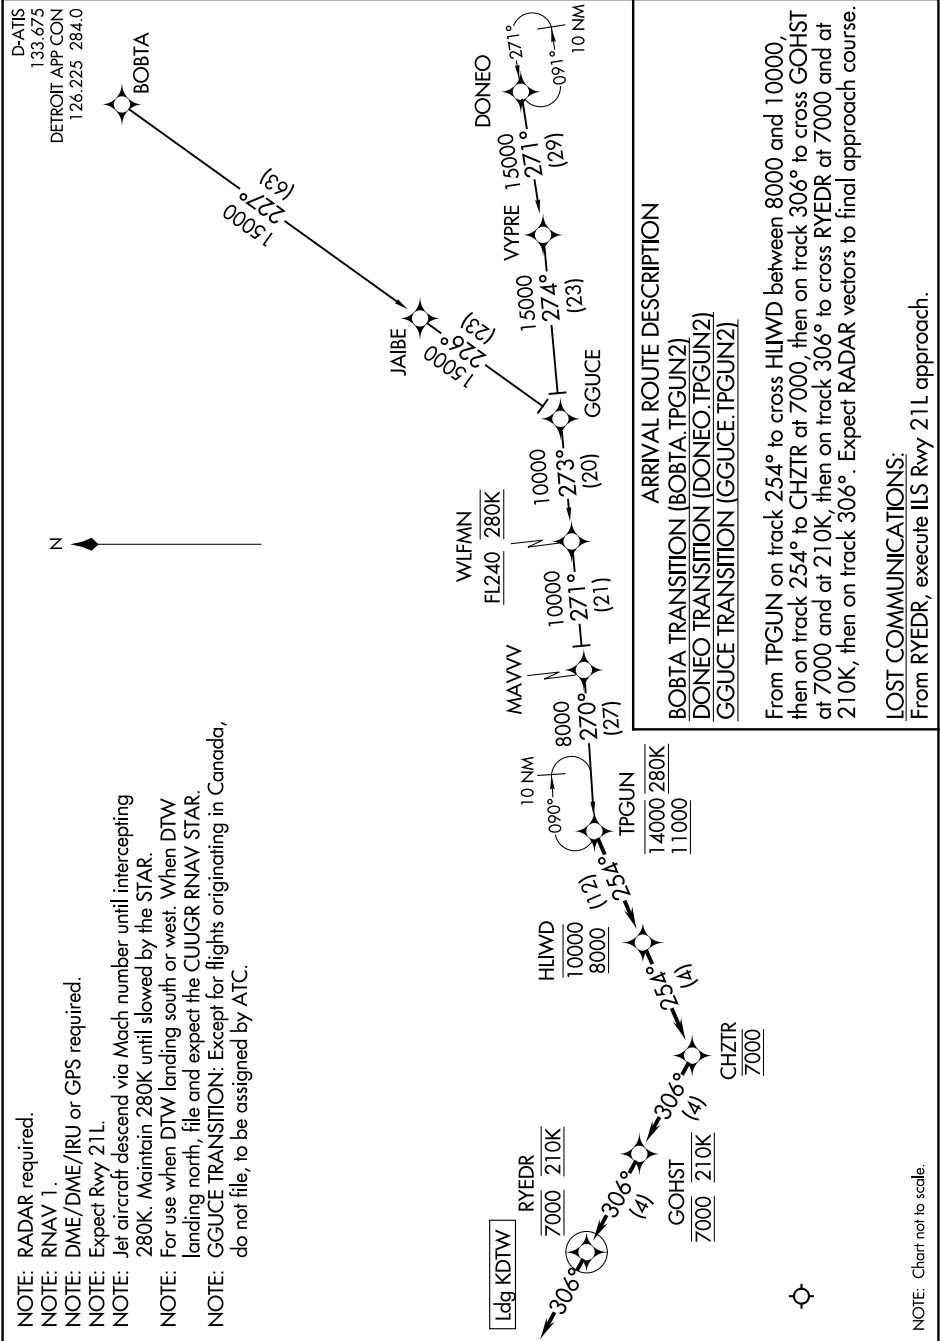 D-ATIS
133.675
DETROIT APP CON
126.225 284.0
NOTE: RADAR required.
NOTE: RNAV 1.
NOTE: DME/DME/IRU or GPS required.
NOTE: Expect Rwy 21L.
NOTE: Jet aircraft descend via Mach number until intercepting
280K. Maintain 280K until slowed by the STAR.
NOTE: For use when DTW landing south or west. When DTW
landing north, file and expect the CUUGR RNAV STAR.
NOTE: GGUCE TRANSITION: Except for flights originating in Canada,
do not file, to be assigned by ATC.
N
BOBTA
15000
227°
(63)
JAIBE
15000
226°
(23)
DONEO
271°
091°
10 NM
15000
271°
(29)
VYPRE
15000
274°
(23)
GGUCE
10000
273°
(20)
WLFMN
FL240 280K
10000
271°
(21)
MAVVV
8000
270°
(27)
10 NM
090°
TPGUN
14000 280K
11000
(12)
254°
HLIWD
10000
8000
254°
(4)
CHZTR
7000
306°
(4)
GOHST
7000 210K
306°
(4)
RYEDR
7000 210K
306°
Ldg KDTW
ARRIVAL ROUTE DESCRIPTION
BOBTA TRANSITION (BOBTA.TPGUN2)
DONEO TRANSITION (DONEO.TPGUN2)
GGUCE TRANSITION (GGUCE.TPGUN2)
From TPGUN on track 254° to cross HLIWD between 8000 and 10000,
then on track 254° to CHZTR at 7000, then on track 306° to cross GOHST
at 7000 and at 210K, then on track 306° to cross RYEDR at 7000 and at
210K, then on track 306°. Expect RADAR vectors to final approach course.
LOST COMMUNICATIONS:
From RYEDR, execute ILS Rwy 21L approach.
NOTE: Chart not to scale.